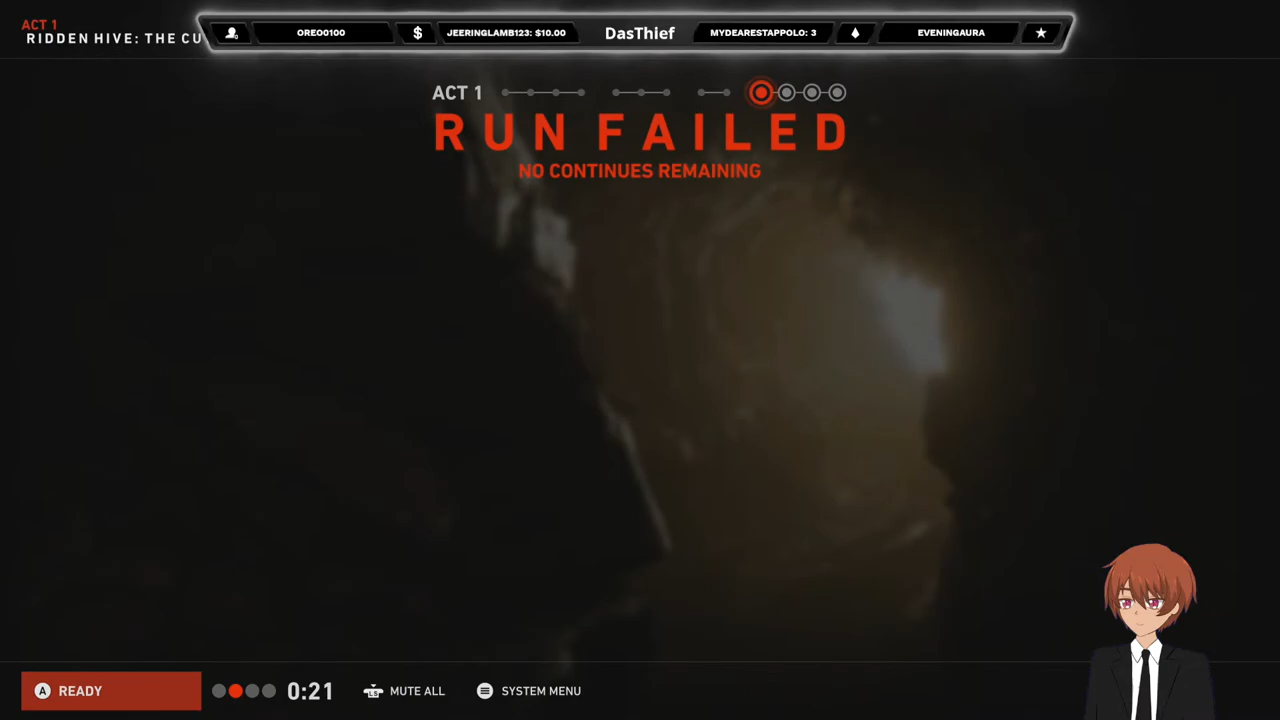 ACT 1
RIDDEN HIVE: THE CU
OREO0100
$
JEERINGLAMB123: $10.00
DasThief
MYDEARESTAPPOLO: 3
EVENINGAURA
ACT 1
RUN FAILED
NO CONTINUES REMAINING
A READY
0:21
LS MUTE ALL
SYSTEM MENU